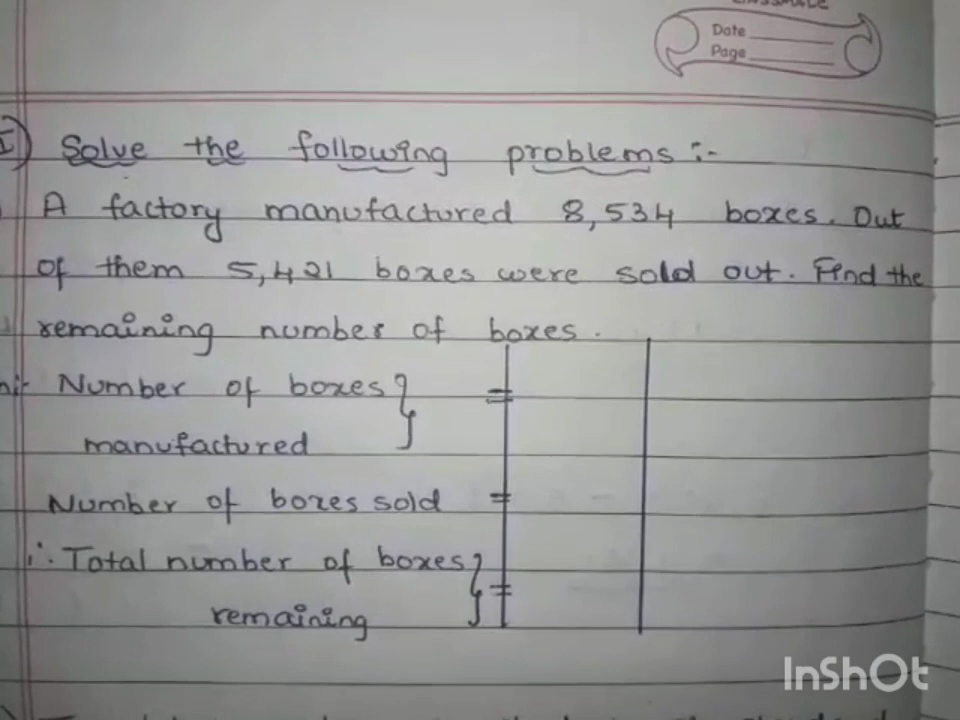 Date
Page
I) Solve the following problems :-
A factory manufactured 8,534 boxes. Out
of them 5,421 boxes were sold out. Find the
remaining number of boxes.
Number of boxes } =
manufactured
Number of boxes sold =
∴ Total number of boxes } =
remaining
InShOt